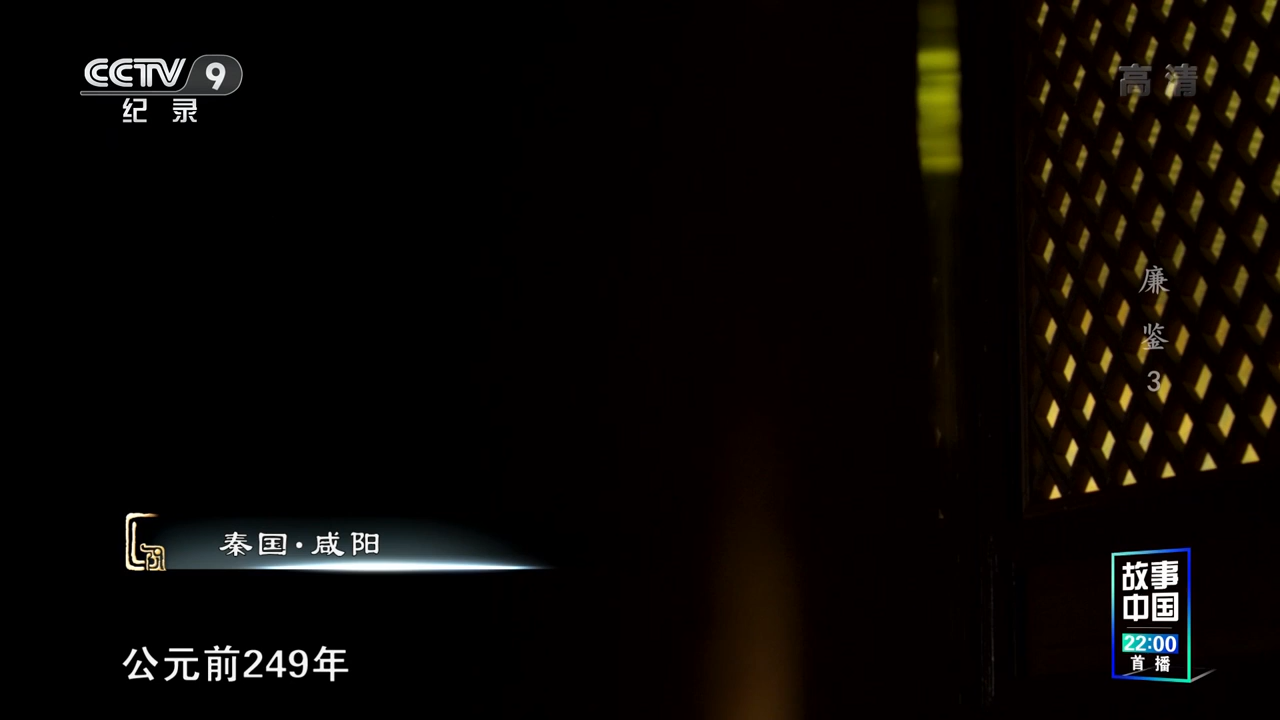 CCTV 9
纪 录
高 清
廉
鉴
3
秦国·咸阳
公元前249年
故事
中国
22:00
首 播